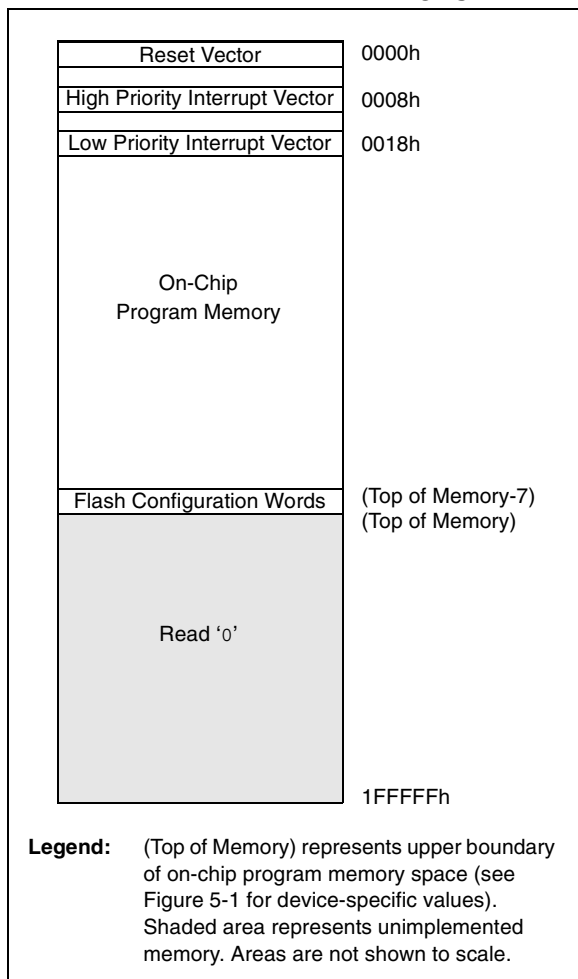 Reset Vector 0000h
High Priority Interrupt Vector 0008h
Low Priority Interrupt Vector 0018h
On-Chip
Program Memory
Flash Configuration Words (Top of Memory-7)
(Top of Memory)
Read ‘0’
1FFFFFh
Legend: (Top of Memory) represents upper boundary
of on-chip program memory space (see
Figure 5-1 for device-specific values).
Shaded area represents unimplemented
memory. Areas are not shown to scale.